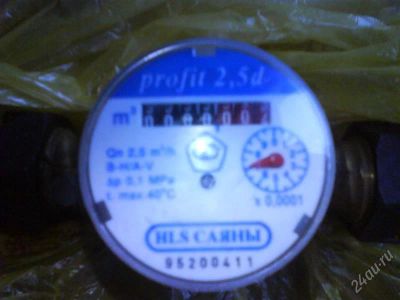 profit 2,5d
m³
Qn 2,5 m³/h
B-H/A-V
Δp 0,1 MPa
t. max 40°C
x 0,0001
HLS САЯНЫ
95200411
24au.ru